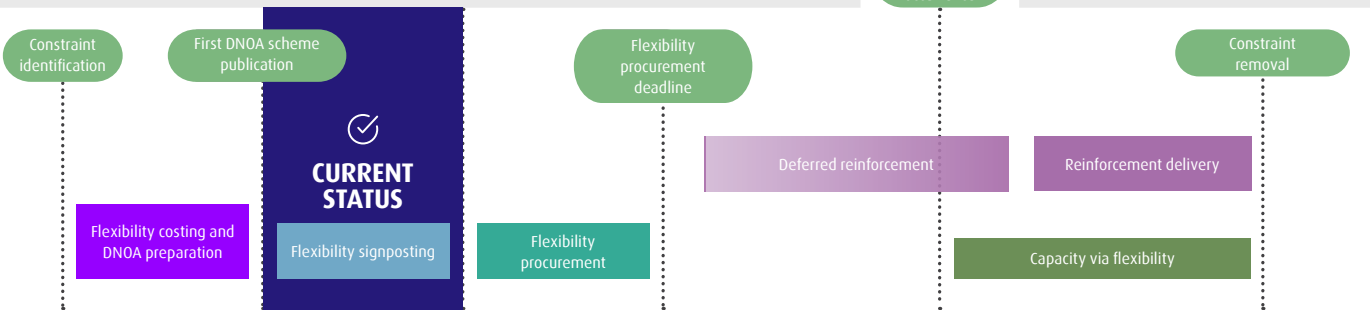 Constraint
identification
First DNOA scheme
publication
Flexibility
procurement
deadline
Constraint
removal
CURRENT
STATUS
Deferred reinforcement
Reinforcement delivery
Flexibility costing and
DNOA preparation
Flexibility signposting
Flexibility
procurement
Capacity via flexibility